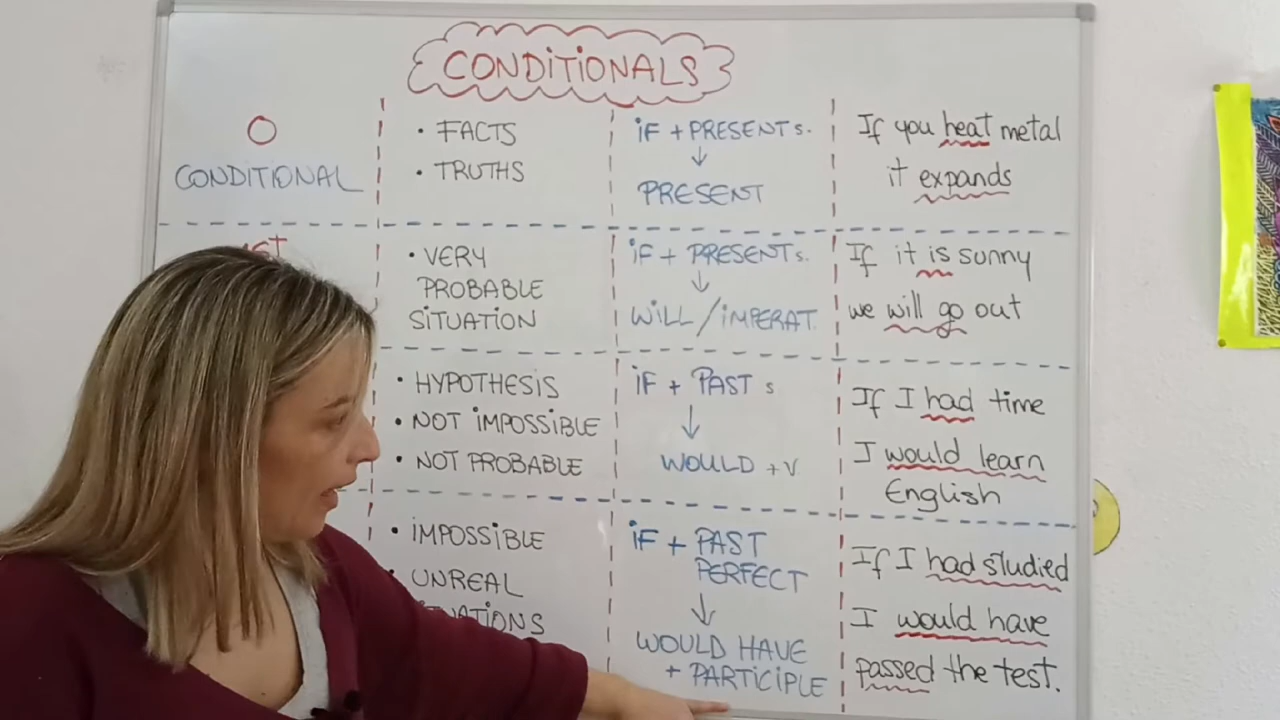 CONDITIONALS
0
CONDITIONAL
• FACTS
• TRUTHS
IF + PRESENT s.
↓
PRESENT
If you heat metal
it expands
• VERY
PROBABLE
SITUATION
IF + PRESENT s.
↓
WILL / IMPERAT.
If it is sunny
we will go out
• HYPOTHESIS
• NOT IMPOSSIBLE
• NOT PROBABLE
IF + PAST s
↓
WOULD + V
If I had time
I would learn
English
• IMPOSSIBLE
• UNREAL
IF + PAST
PERFECT
↓
WOULD HAVE
+ PARTICIPLE
If I had studied
I would have
passed the test.